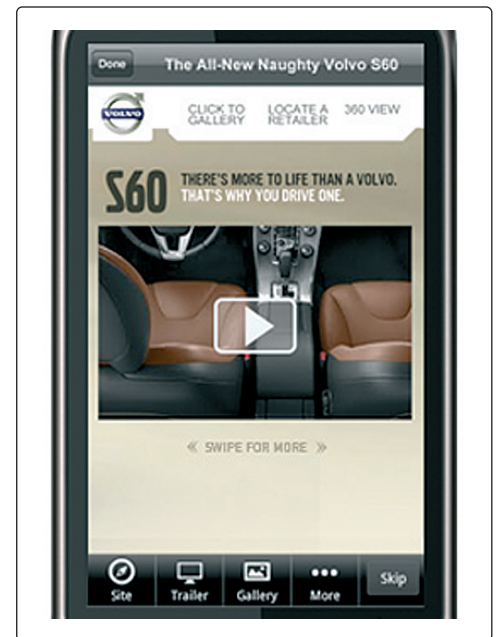 Done
The All-New Naughty Volvo S60
VOLVO
CLICK TO
GALLERY
LOCATE A
RETAILER
360 VIEW
S60
THERE'S MORE TO LIFE THAN A VOLVO.
THAT'S WHY YOU DRIVE ONE.
« SWIPE FOR MORE »
Site
Trailer
Gallery
More
Skip